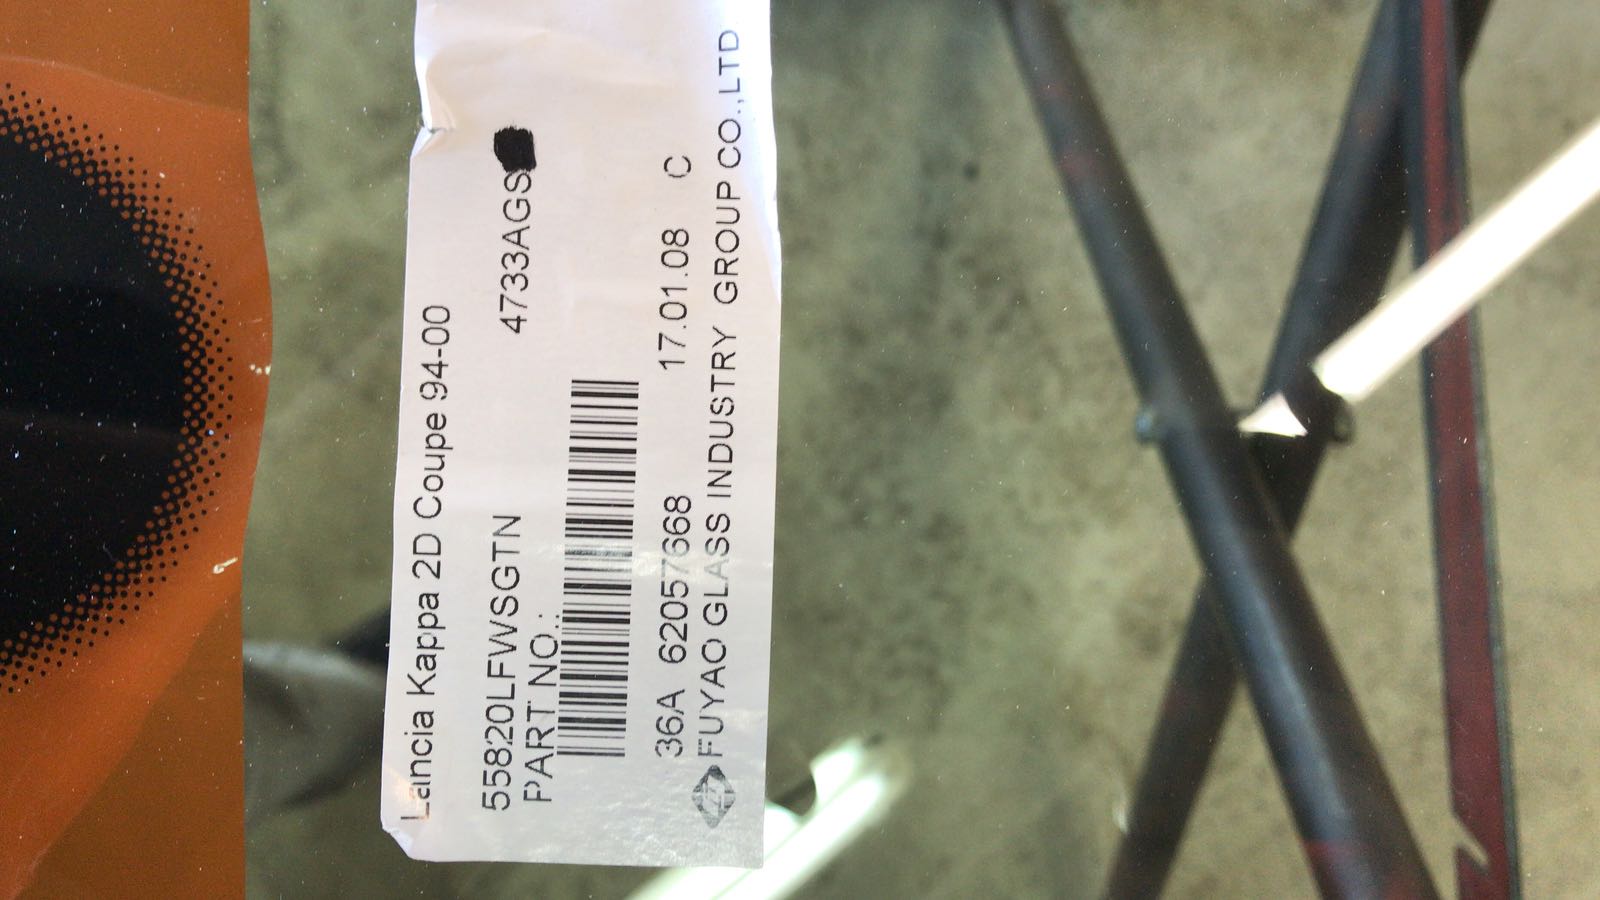 Lancia Kappa 2D Coupe 94-00
55820LFWSGTN 4733AGS
PART NO.:
36A 62057668 17.01.08 C
FUYAO GLASS INDUSTRY GROUP CO.,LTD